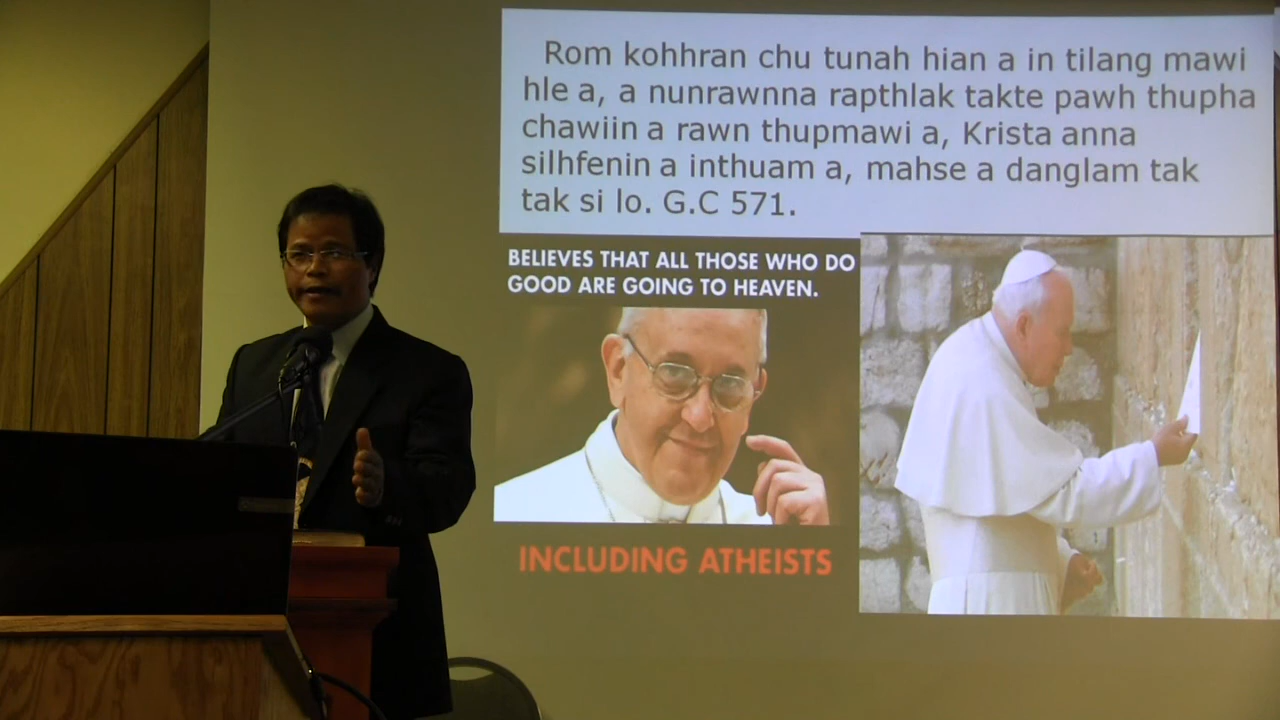 Rom kohhran chu tunah hian a in tilang mawi
hle a, a nunrawnna rapthlak takte pawh thupha
chawiin a rawn thupmawi a, Krista anna
silhfenin a inthuam a, mahse a danglam tak
tak si lo. G.C 571.
BELIEVES THAT ALL THOSE WHO DO
GOOD ARE GOING TO HEAVEN.
INCLUDING ATHEISTS